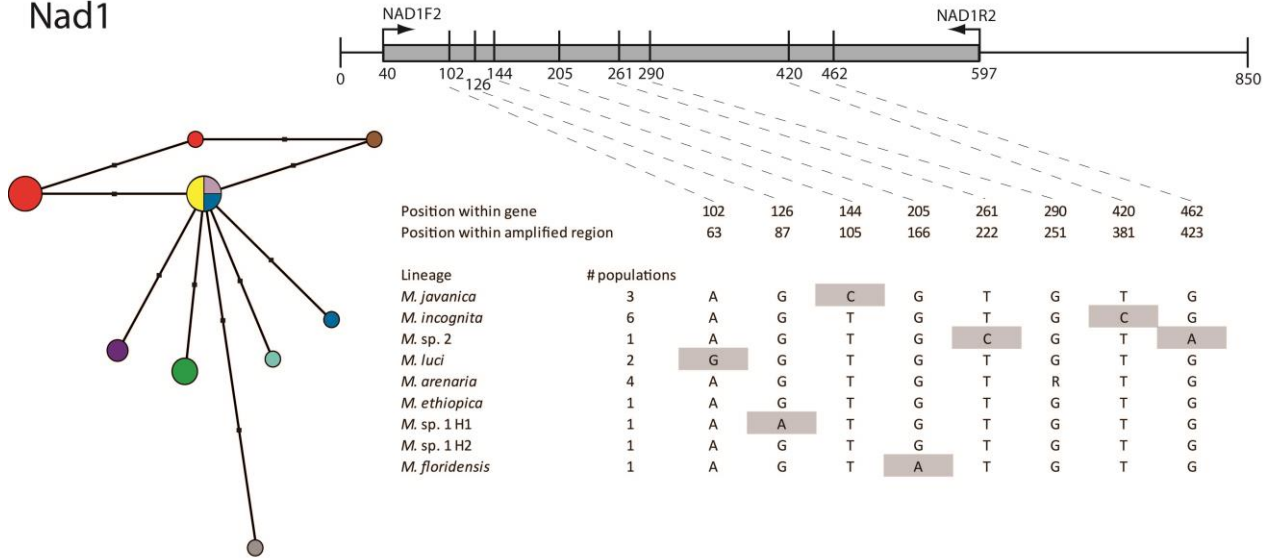 Nad1
NAD1F2 NAD1R2
0 40 102 126 144 205 261 290 420 462 597 850
Position within gene 102 126 144 205 261 290 420 462
Position within amplified region 63 87 105 166 222 251 381 423
Lineage # populations
M. javanica 3 A G C G T G T G
M. incognita 6 A G T G T G C G
M. sp. 2 1 A G T G C G T A
M. luci 2 G G T G T G T G
M. arenaria 4 A G T G T R T G
M. ethiopica 1 A G T G T G T G
M. sp. 1 H1 1 A A T G T G T G
M. sp. 1 H2 1 A G T G T G T G
M. floridensis 1 A G T A T G T G